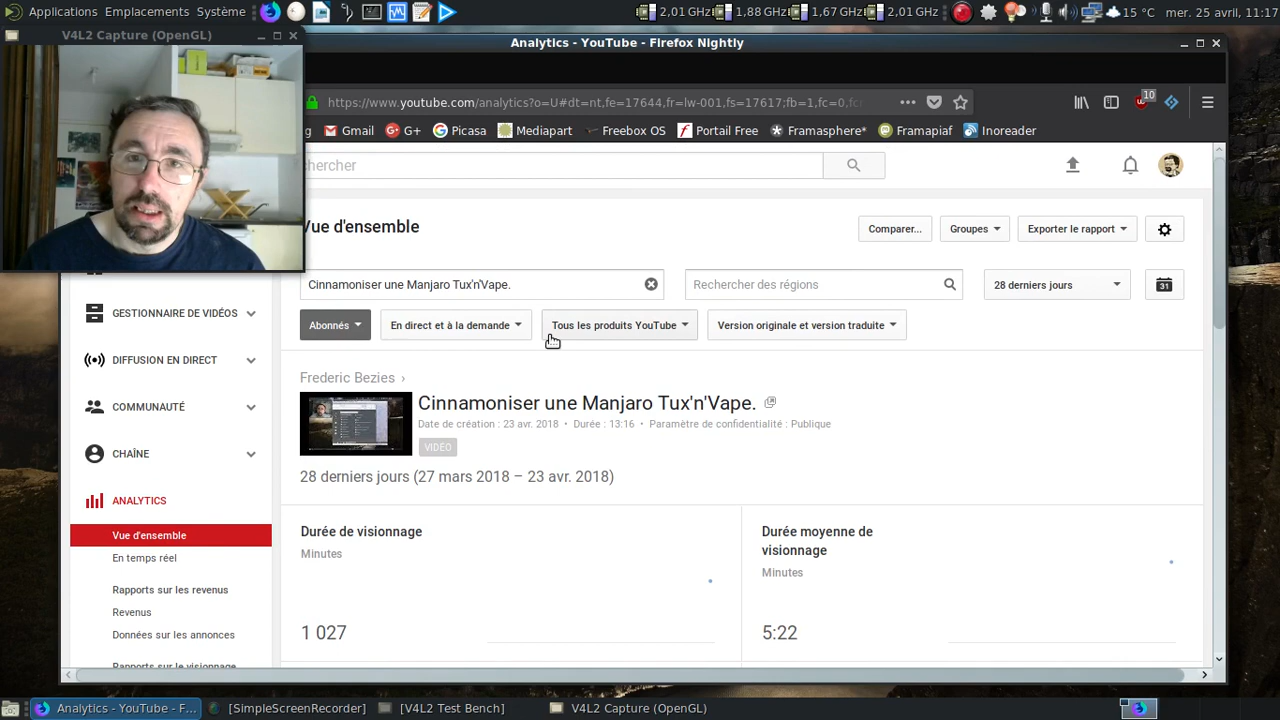 Applications Emplacements Système 2,01 GHz 1,88 GHz 1,67 GHz 2,01 GHz 15 °C mer. 25 avril, 11:17
V4L2 Capture (OpenGL)
Analytics - YouTube - Firefox Nightly
https://www.youtube.com/analytics?o=U#dt=nt,fe=17644,fr=lw-001,fs=17617;fb=1,fc=0,fc 10
g Gmail G+ Picasa Mediapart Freebox OS Portail Free Framasphere* Framapiaf Inoreader
hercher
Vue d'ensemble Comparer... Groupes Exporter le rapport
Cinnamoniser une Manjaro Tux'n'Vape. Rechercher des régions 28 derniers jours 31
Abonnés En direct et à la demande Tous les produits YouTube Version originale et version traduite
GESTIONNAIRE DE VIDÉOS
DIFFUSION EN DIRECT
COMMUNAUTÉ
CHAÎNE
ANALYTICS
Vue d'ensemble
En temps réel
Rapports sur les revenus
Revenus
Données sur les annonces
Rapports sur le visionnage
Frederic Bezies ›
Cinnamoniser une Manjaro Tux'n'Vape.
Date de création : 23 avr. 2018 • Durée : 13:16 • Paramètre de confidentialité : Publique
VIDÉO
28 derniers jours (27 mars 2018 – 23 avr. 2018)
Durée de visionnage
Minutes
1 027
Durée moyenne de
visionnage
Minutes
5:22
Analytics - YouTube - F... [SimpleScreenRecorder] [V4L2 Test Bench] V4L2 Capture (OpenGL)